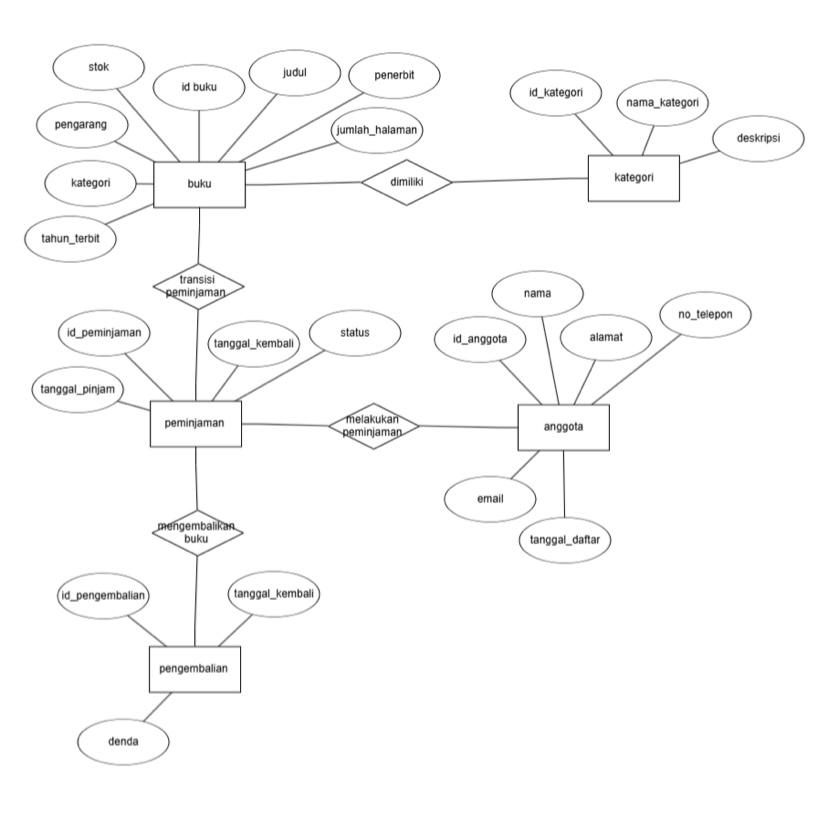 stok
id buku
judul
penerbit
pengarang
jumlah_halaman
kategori
buku
tahun_terbit
dimiliki
id_kategori
nama_kategori
deskripsi
kategori
transisi
peminjaman
id_peminjaman
tanggal_kembali
status
tanggal_pinjam
peminjaman
melakukan
peminjaman
nama
no_telepon
id_anggota
alamat
anggota
email
tanggal_daftar
mengembalikan
buku
id_pengembalian
tanggal_kembali
pengembalian
denda